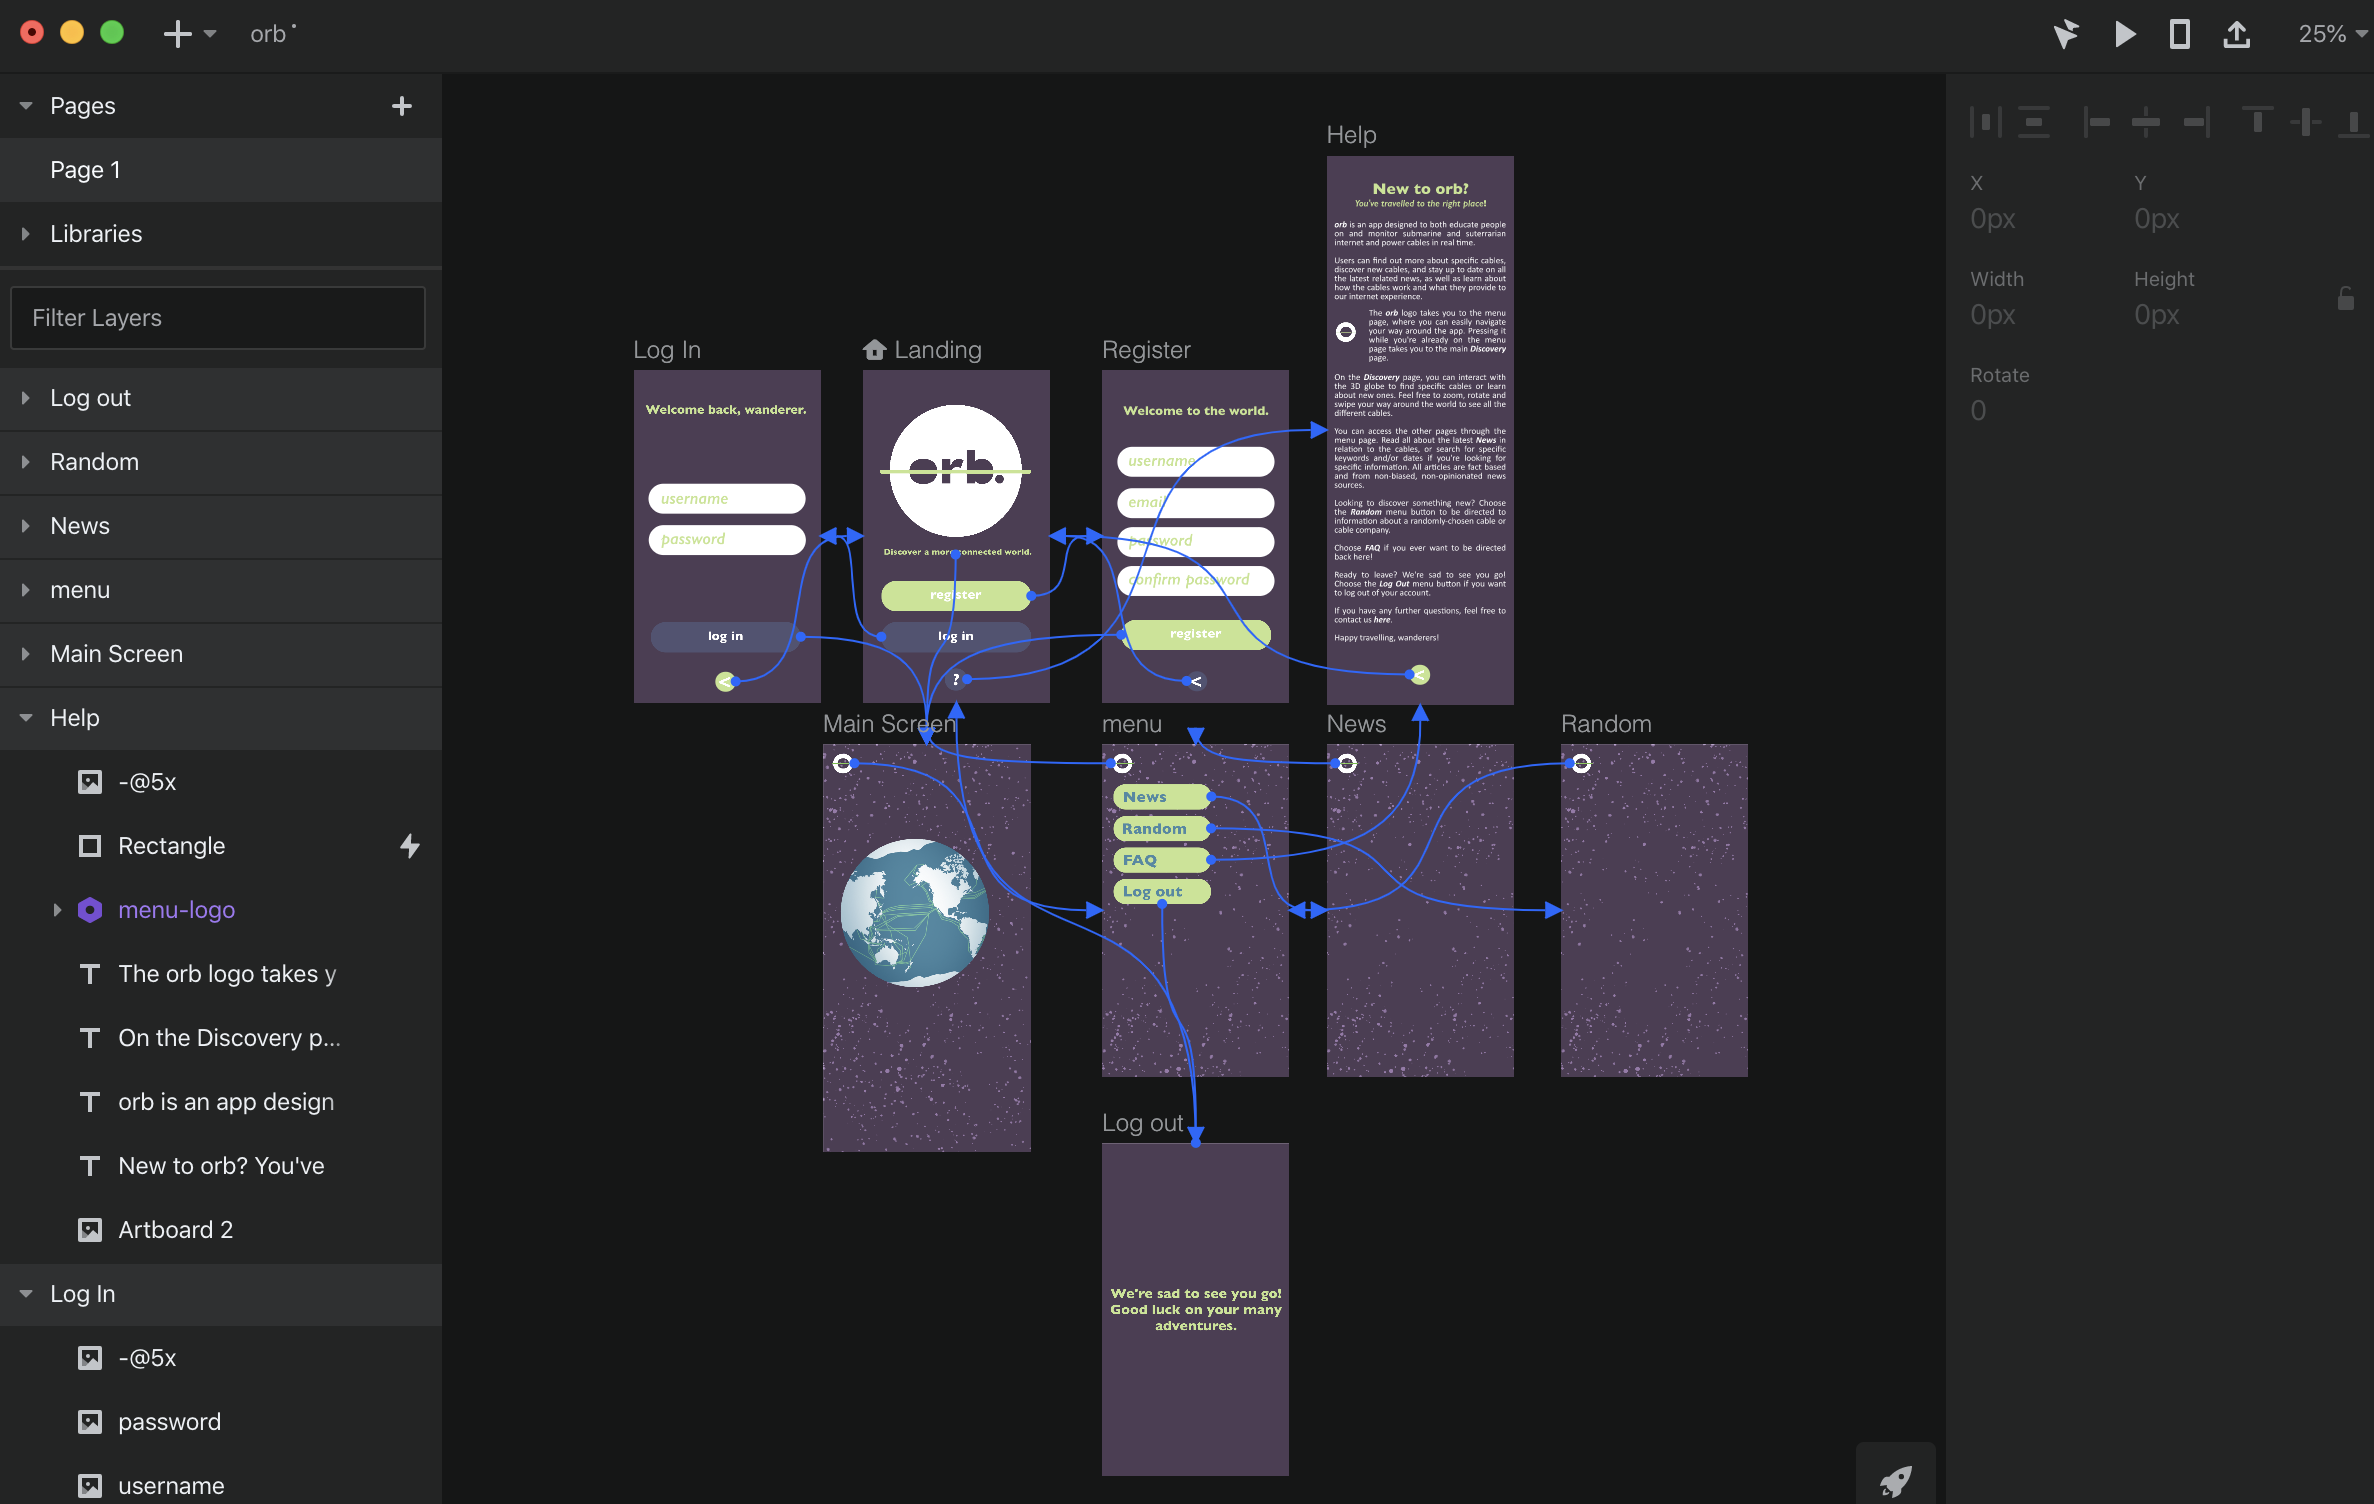 orb
25%
Pages
Page 1
Libraries
Filter Layers
Log out
Random
News
menu
Main Screen
Help
-@5x
Rectangle
menu-logo
The orb logo takes y
On the Discovery p...
orb is an app design
New to orb? You've
Artboard 2
Log In
-@5x
password
username
Log In
Welcome back, wanderer.
username
password
log in
<
Landing
orb.
Discover a more connected world.
register
log in
?
Register
Welcome to the world.
username
email
password
confirm password
register
<
Help
New to orb?
You've travelled to the right place!
orb is an app designed to both educate people
on and monitor submarine and suterrarian
internet and power cables in real time.
Users can find out more about specific cables,
discover new cables, and stay up to date on all
the latest related news, as well as learn about
how the cables work and what they provide to
our internet experience.
The orb logo takes you to the menu
page, where you can easily navigate
your way around the app. Pressing it
while you're already on the menu
page takes you to the main Discovery
page.
On the Discovery page, you can interact with
the 3D globe to find specific cables or learn
about new ones. Feel free to zoom, rotate and
swipe your way around the world to see all the
different cables.
You can access the other pages through the
menu page. Read all about the latest News in
relation to the cables, or search for specific
keywords and/or dates if you're looking for
specific information. All articles are fact based
and from non-biased, non-opinionated news
sources.
Looking to discover something new? Choose
the Random menu button to be directed to
information about a randomly-chosen cable or
cable company.
Choose FAQ if you ever want to be directed
back here!
Ready to leave? We're sad to see you go!
Choose the Log Out menu button if you want
to log out of your account.
If you have any further questions, feel free to
contact us here.
Happy travelling, wanderers!
<
Main Screen
menu
News
Random
FAQ
Log out
News
Random
Log out
We're sad to see you go!
Good luck on your many
adventures.
X
Y
0px
0px
Width
Height
0px
0px
Rotate
0